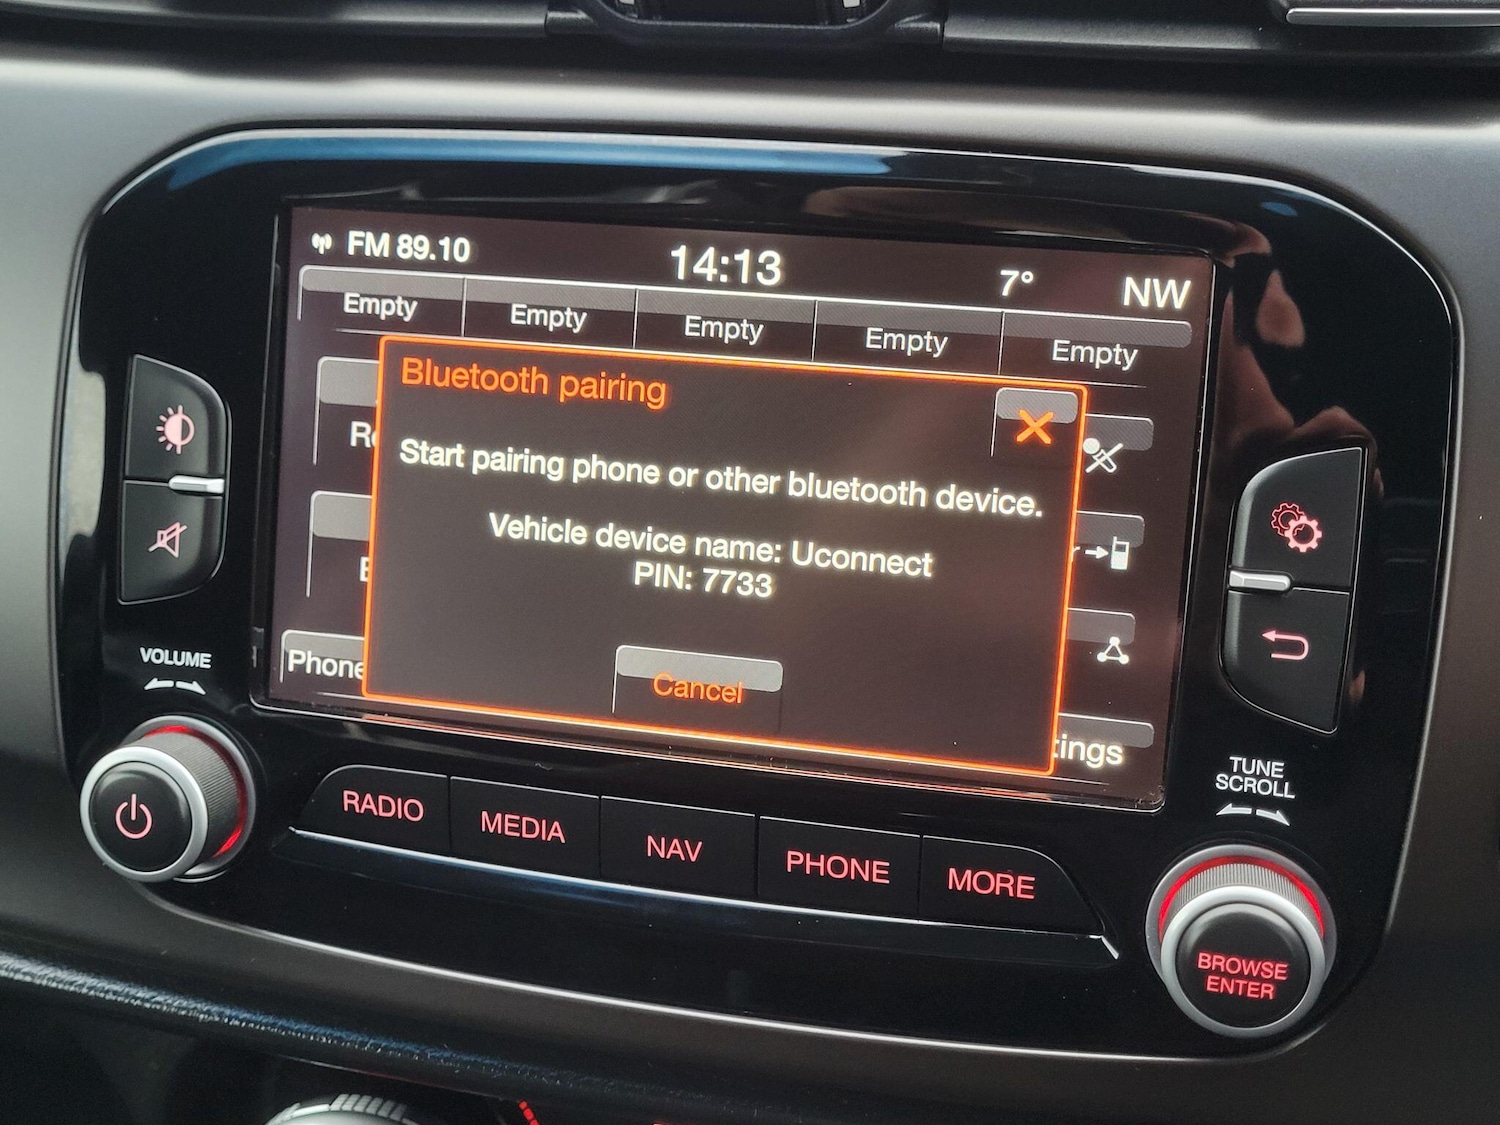 FM 89.10 14:13 7° NW
Empty Empty Empty Empty Empty
Bluetooth pairing
Start pairing phone or other bluetooth device.
Vehicle device name: Uconnect
PIN: 7733
Phone
Cancel
tings
VOLUME
TUNE
SCROLL
RADIO MEDIA NAV PHONE MORE
BROWSE
ENTER